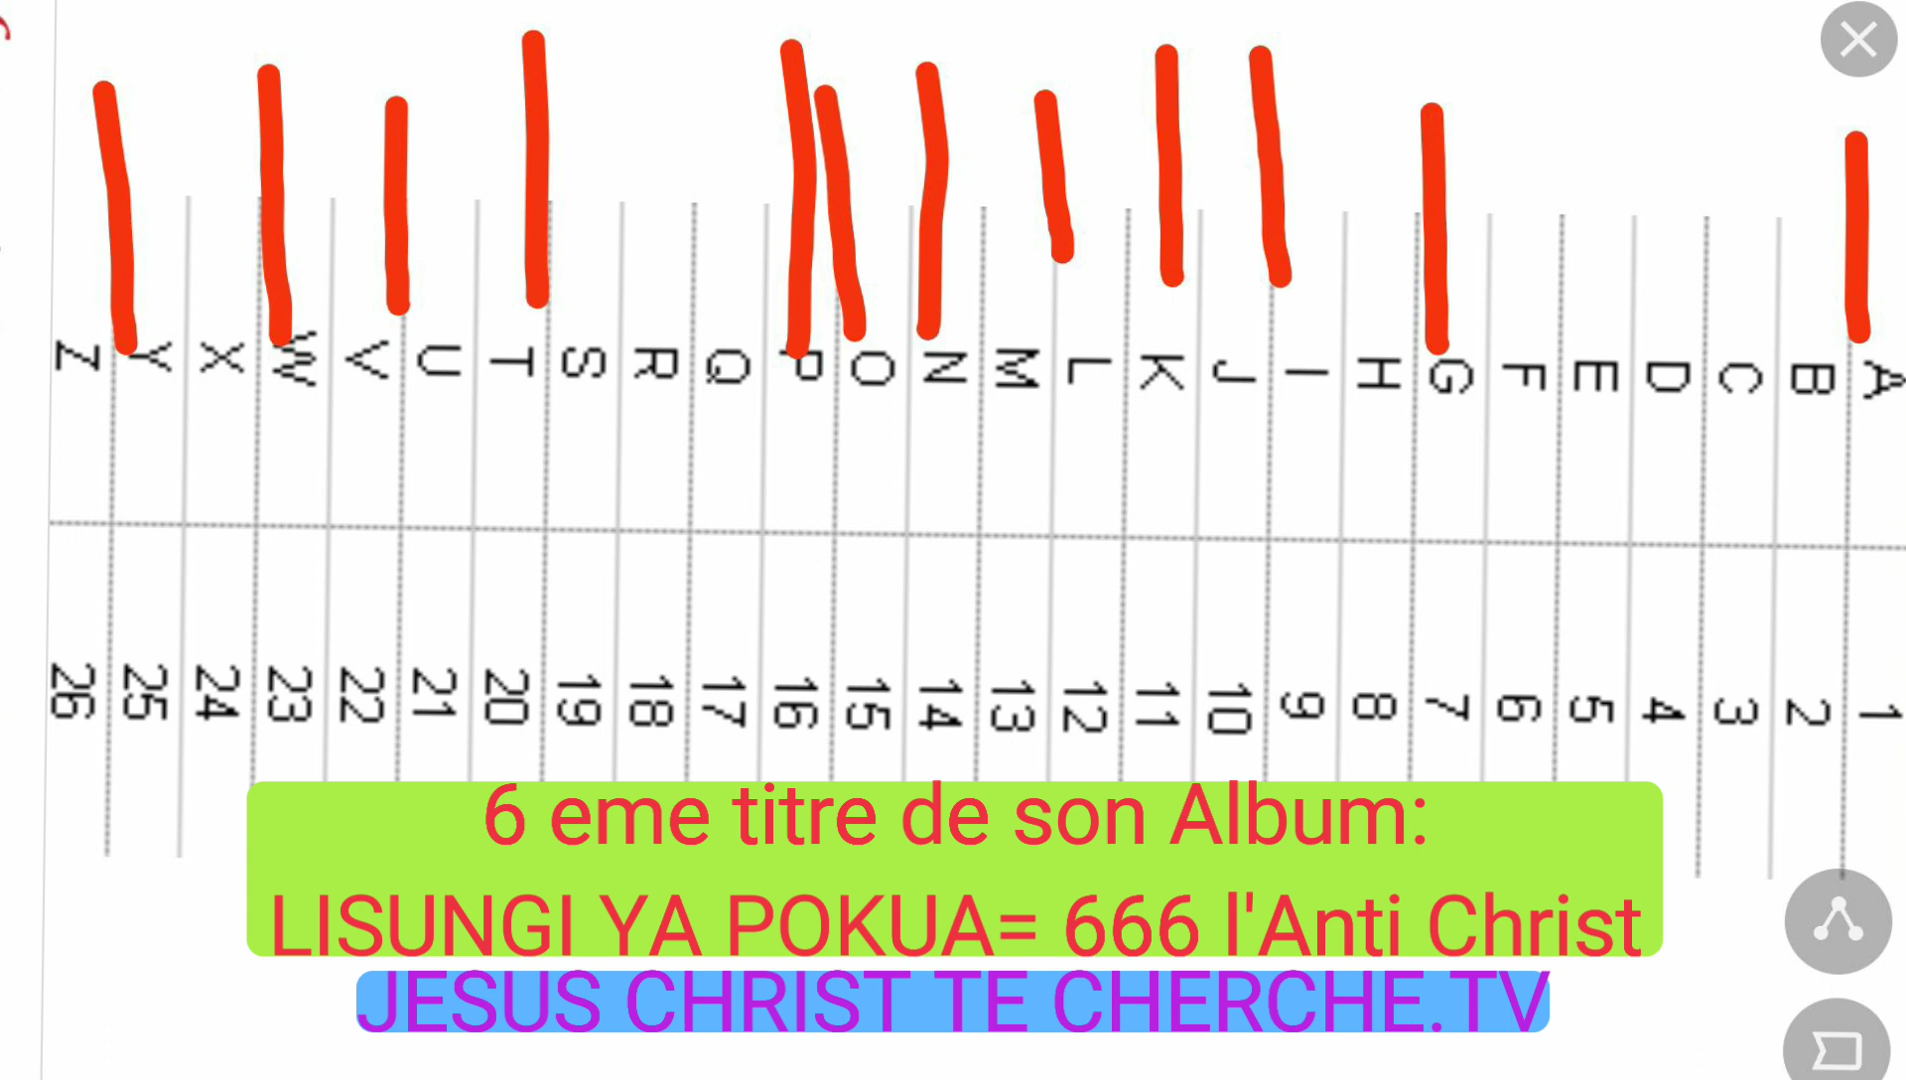 Z Y X W V U T S R Q P O N M L K J I H G F E D C B A
26 25 24 23 22 21 20 19 18 17 16 15 14 13 12 11 10 9 8 7 6 5 4 3 2 1
6 eme titre de son Album:
LISUNGI YA POKUA= 666 l'Anti Christ
JESUS CHRIST TE CHERCHE.TV